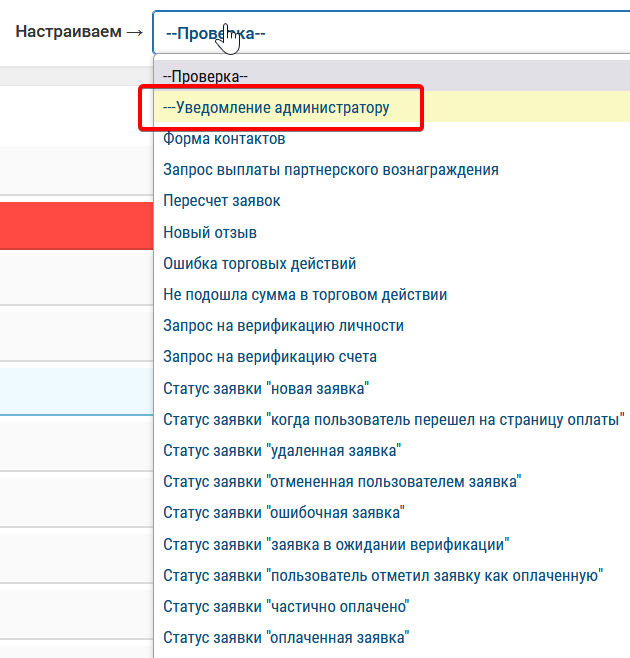 Настраиваем →
--Проверка--
--Проверка--
---Уведомление администратору
Форма контактов
Запрос выплаты партнерского вознаграждения
Пересчет заявок
Новый отзыв
Ошибка торговых действий
Не подошла сумма в торговом действии
Запрос на верификацию личности
Запрос на верификацию счета
Статус заявки "новая заявка"
Статус заявки "когда пользователь перешел на страницу оплаты"
Статус заявки "удаленная заявка"
Статус заявки "отмененная пользователем заявка"
Статус заявки "ошибочная заявка"
Статус заявки "заявка в ожидании верификации"
Статус заявки "пользователь отметил заявку как оплаченную"
Статус заявки "частично оплачено"
Статус заявки "оплаченная заявка"